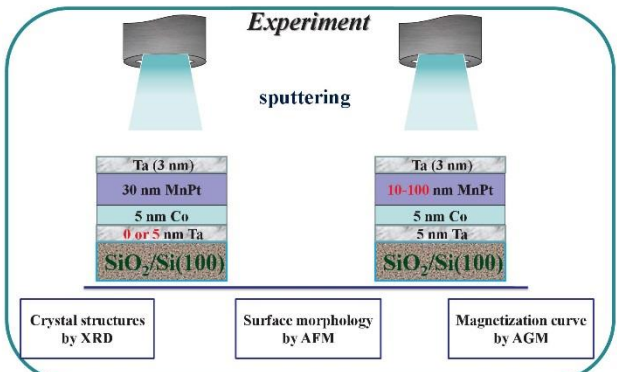 Experiment
sputtering
Ta (3 nm)
30 nm MnPt
5 nm Co
0 or 5 nm Ta
SiO₂/Si(100)
Ta (3 nm)
10-100 nm MnPt
5 nm Co
5 nm Ta
SiO₂/Si(100)
Crystal structures
by XRD
Surface morphology
by AFM
Magnetization curve
by AGM